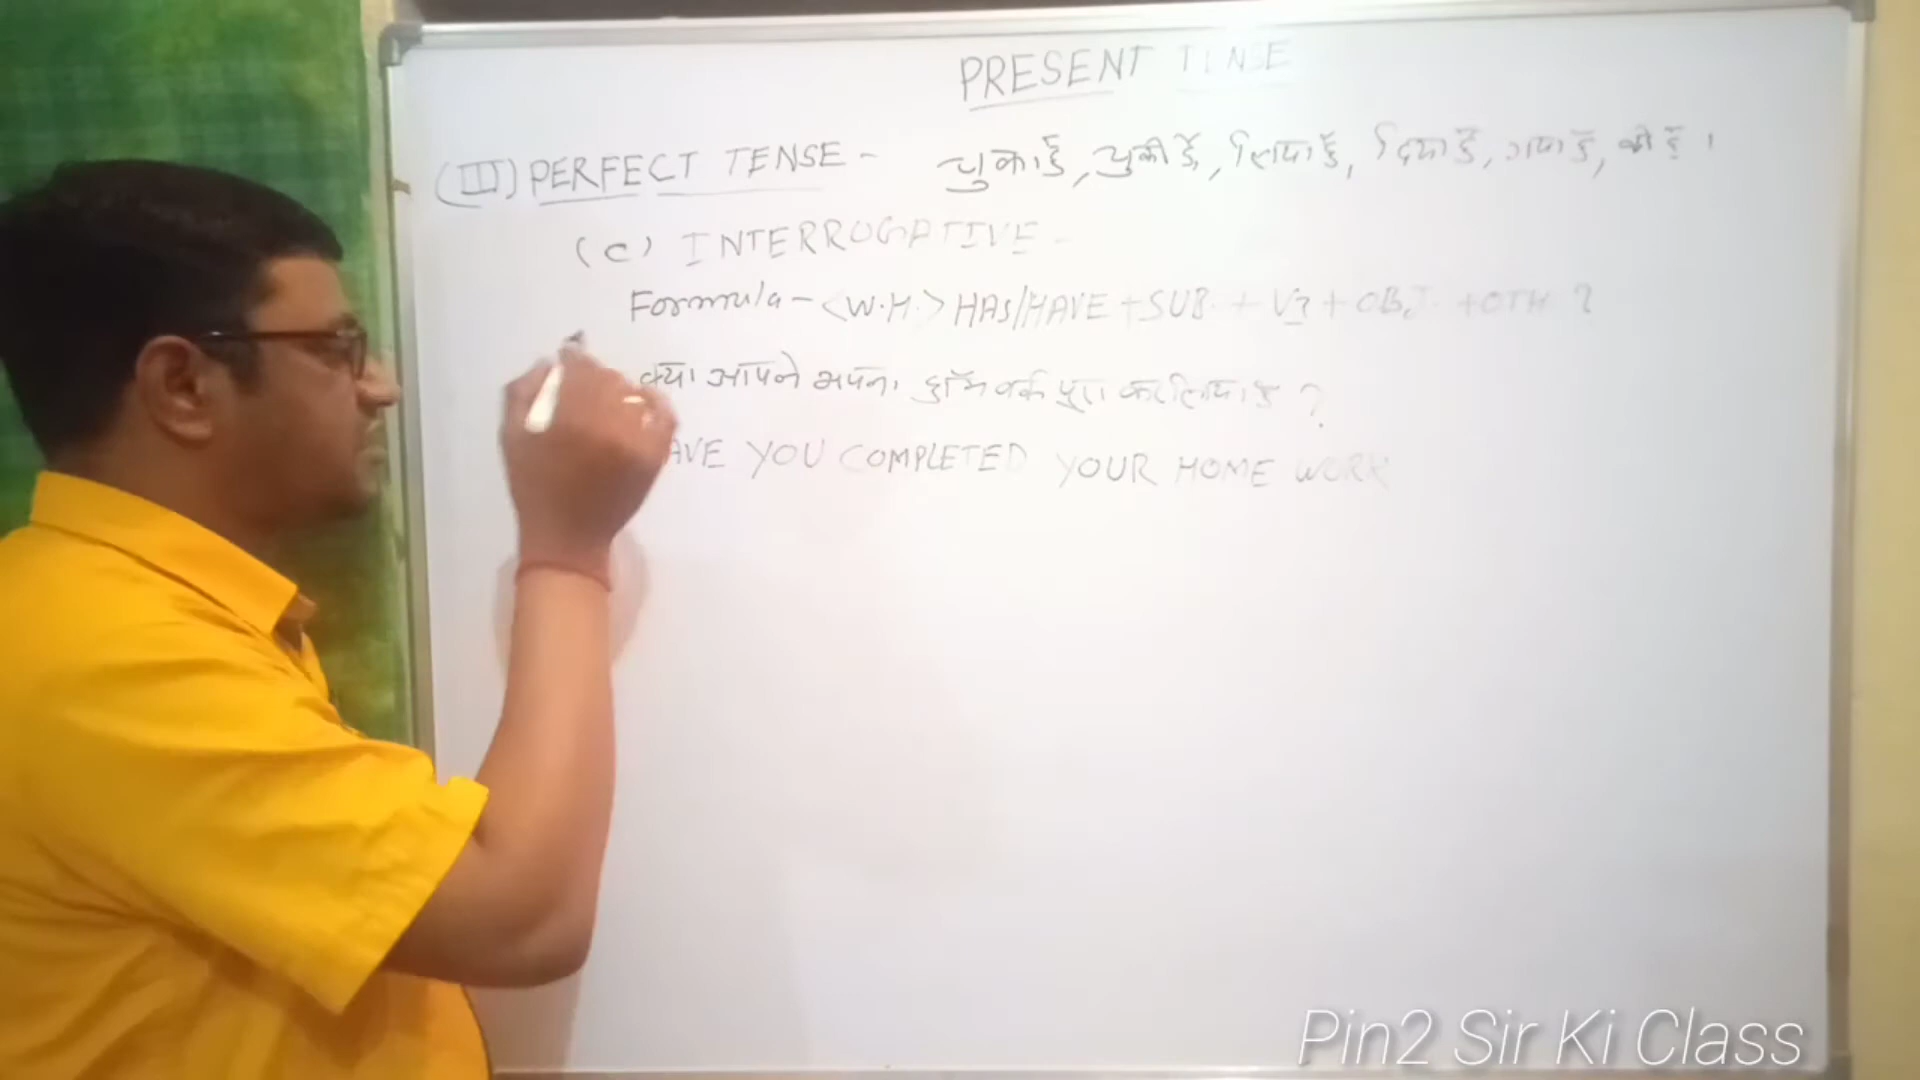 PRESENT TENSE
(III) PERFECT TENSE - चुका है, चुकी है, लिया है, दिया है, गया है, की है ।
(C) INTERROGATIVE -
Formula - <W.H.> HAS/HAVE + SUB. + V3 + OBJ. + OTH ?
क्या आपने अपना होम वर्क पूरा कर लिया है ?
AVE YOU COMPLETED YOUR HOME WORK
Pin2 Sir Ki Class